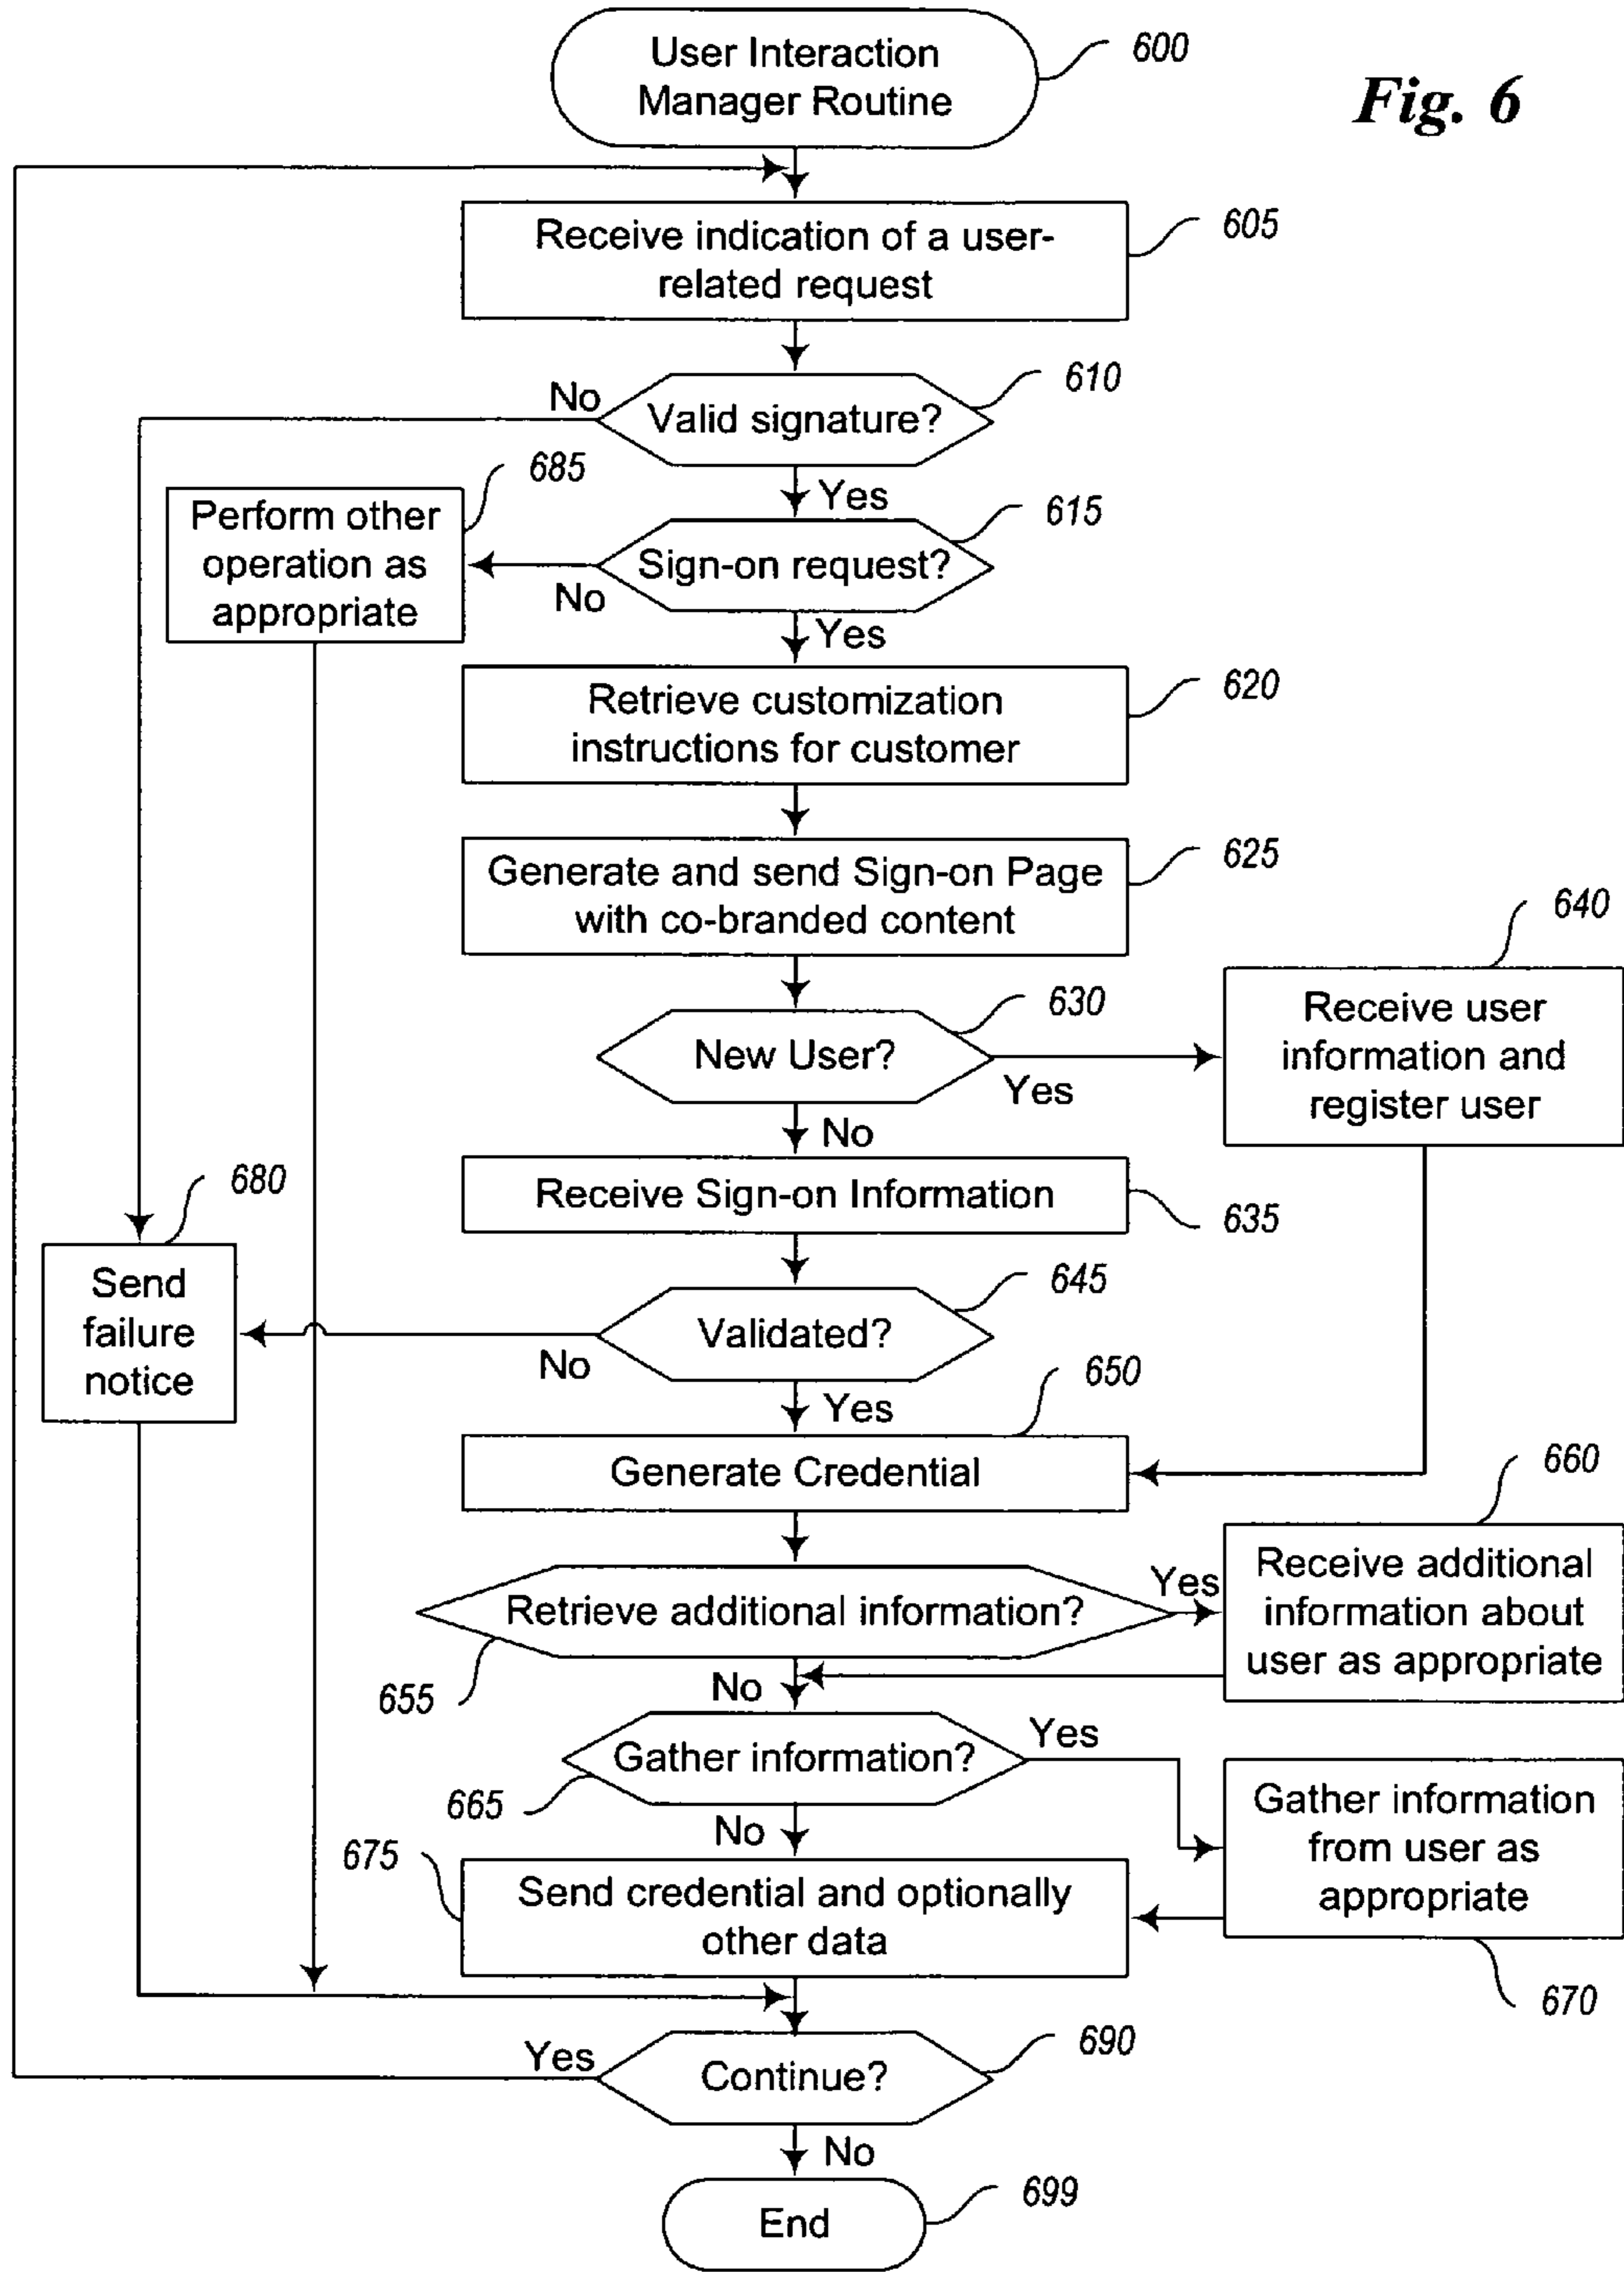 User Interaction
Manager Routine
600
Fig. 6
Receive indication of a user-
related request
605
Valid signature?
610
No
Yes
Perform other
operation as
appropriate
685
Sign-on request?
615
No
Yes
Retrieve customization
instructions for customer
620
Generate and send Sign-on Page
with co-branded content
625
New User?
630
Yes
No
Receive user
information and
register user
640
Receive Sign-on Information
635
Send
failure
notice
680
Validated?
645
No
Yes
Generate Credential
650
Retrieve additional information?
655
Yes
No
Receive additional
information about
user as appropriate
660
Gather information?
665
Yes
No
Gather information
from user as
appropriate
670
Send credential and optionally
other data
675
Continue?
690
Yes
No
End
699